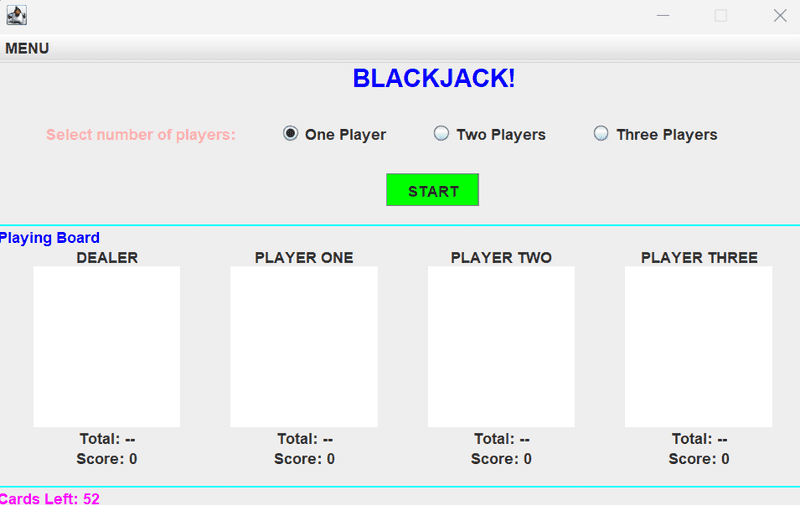 MENU
BLACKJACK!
Select number of players: One Player Two Players Three Players
START
Playing Board
DEALER PLAYER ONE PLAYER TWO PLAYER THREE
Total: -- Total: -- Total: -- Total: --
Score: 0 Score: 0 Score: 0 Score: 0
Cards Left: 52